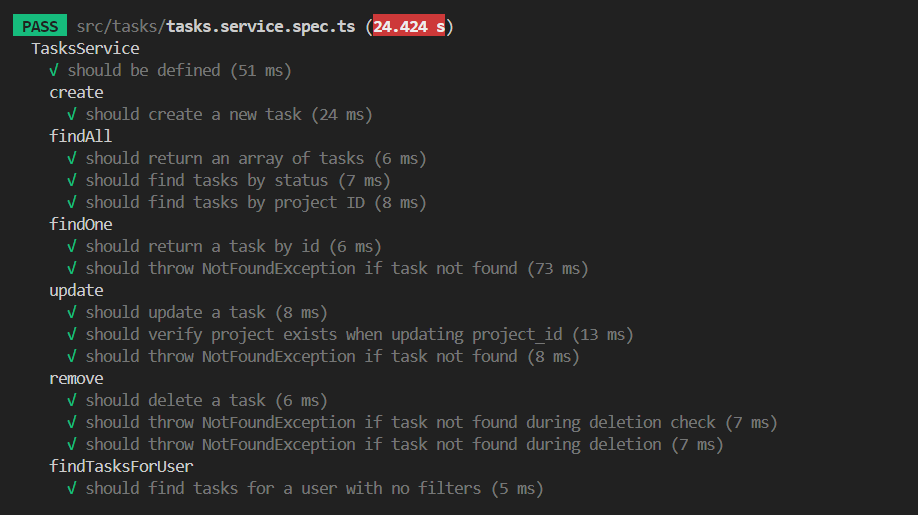 PASS src/tasks/tasks.service.spec.ts (24.424 s)
TasksService
√ should be defined (51 ms)
create
√ should create a new task (24 ms)
findAll
√ should return an array of tasks (6 ms)
√ should find tasks by status (7 ms)
√ should find tasks by project ID (8 ms)
findOne
√ should return a task by id (6 ms)
√ should throw NotFoundException if task not found (73 ms)
update
√ should update a task (8 ms)
√ should verify project exists when updating project_id (13 ms)
√ should throw NotFoundException if task not found (8 ms)
remove
√ should delete a task (6 ms)
√ should throw NotFoundException if task not found during deletion check (7 ms)
√ should throw NotFoundException if task not found during deletion (7 ms)
findTasksForUser
√ should find tasks for a user with no filters (5 ms)